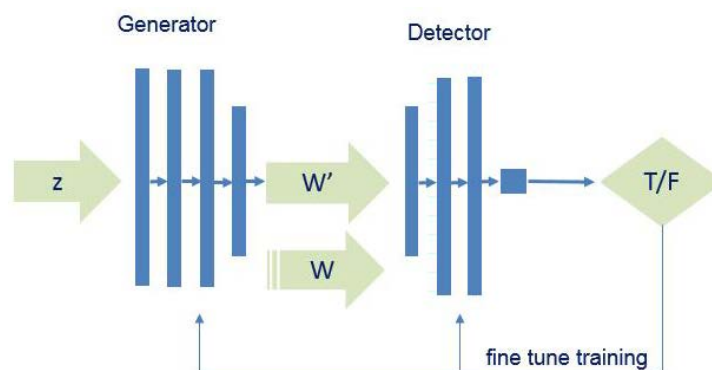 Generator
Detector
z
W'
T/F
W
fine tune training